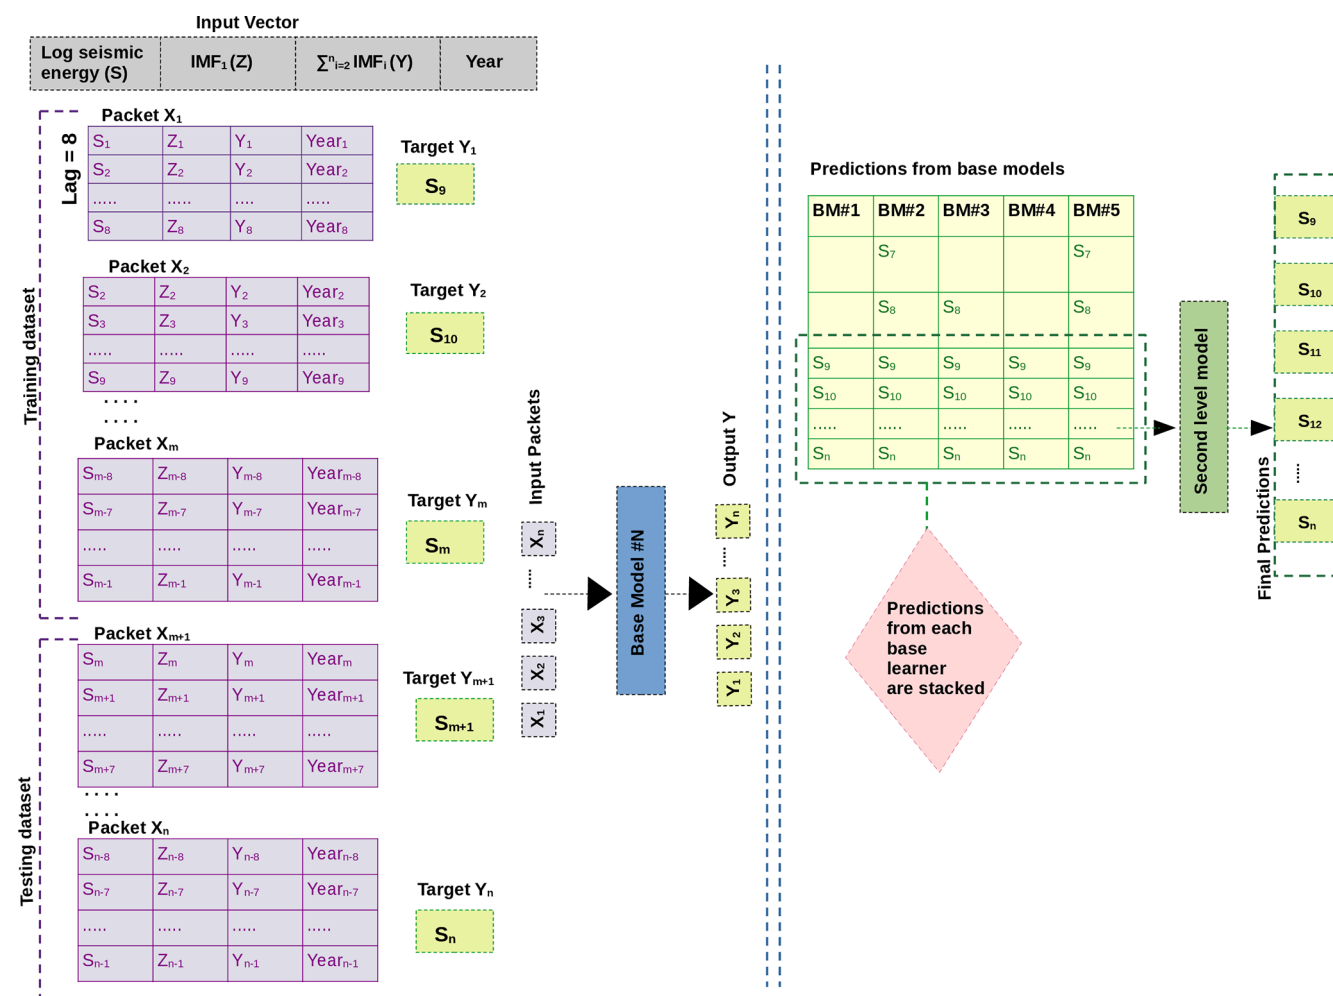 Input Vector
Log seismic energy (S) IMF₁ (Z) ∑ⁿᵢ₌₂ IMFᵢ (Y) Year
Training dataset
Lag = 8
Packet X₁
S₁ Z₁ Y₁ Year₁
S₂ Z₂ Y₂ Year₂
..... ..... .... .....
S₈ Z₈ Y₈ Year₈
Target Y₁
S₉
Packet X₂
S₂ Z₂ Y₂ Year₂
S₃ Z₃ Y₃ Year₃
..... ..... ..... .....
S₉ Z₉ Y₉ Year₉
Target Y₂
S₁₀
. . . .
. . . .
Packet Xₘ
Sₘ₋₈ Zₘ₋₈ Yₘ₋₈ Yearₘ₋₈
Sₘ₋₇ Zₘ₋₇ Yₘ₋₇ Yearₘ₋₇
..... ..... ..... .....
Sₘ₋₁ Zₘ₋₁ Yₘ₋₁ Yearₘ₋₁
Target Yₘ
Sₘ
Testing dataset
Packet Xₘ₊₁
Sₘ Zₘ Yₘ Yearₘ
Sₘ₊₁ Zₘ₊₁ Yₘ₊₁ Yearₘ₊₁
..... ..... ..... .....
Sₘ₊₇ Zₘ₊₇ Yₘ₊₇ Yearₘ₊₇
Target Yₘ₊₁
Sₘ₊₁
. . . .
. . . .
Packet Xₙ
Sₙ₋₈ Zₙ₋₈ Yₙ₋₈ Yearₙ₋₈
Sₙ₋₇ Zₙ₋₇ Yₙ₋₇ Yearₙ₋₇
..... ..... ..... .....
Sₙ₋₁ Zₙ₋₁ Yₙ₋₁ Yearₙ₋₁
Target Yₙ
Sₙ
Input Packets
Xₙ
.....
X₃
X₂
X₁
Base Model #N
Output Y
Yₙ
.....
Y₃
Y₂
Y₁
Predictions from base models
BM#1 BM#2 BM#3 BM#4 BM#5
S₇ S₇
S₈ S₈ S₈
S₉ S₉ S₉ S₉ S₉
S₁₀ S₁₀ S₁₀ S₁₀ S₁₀
..... ..... ..... ..... .....
Sₙ Sₙ Sₙ Sₙ Sₙ
Predictions
from each
base
learner
are stacked
Second level model
Final Predictions
S₉
S₁₀
S₁₁
S₁₂
.....
Sₙ